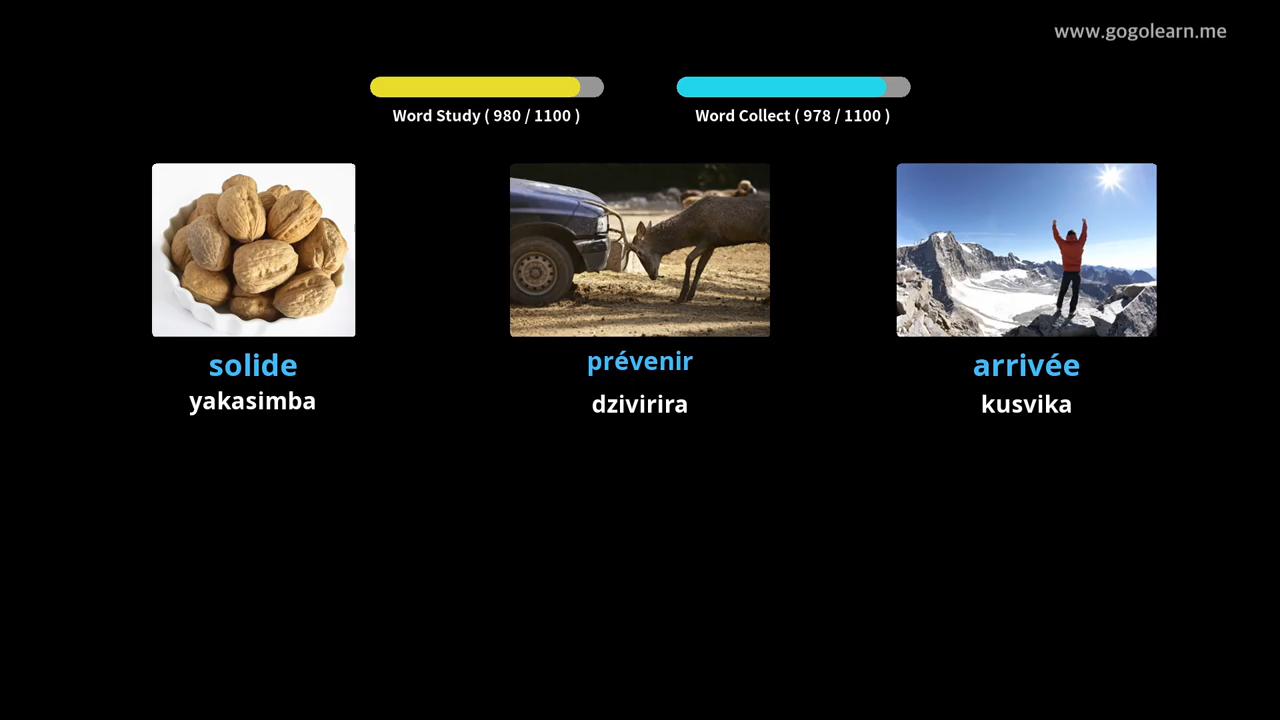 www.gogolearn.me
Word Study ( 980 / 1100 )
Word Collect ( 978 / 1100 )
solide
yakasimba
prévenir
dzivirira
arrivée
kusvika